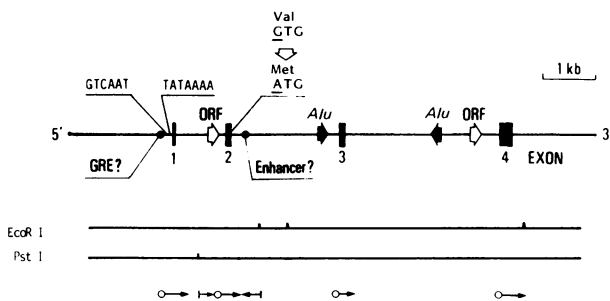 Val
GTG
Met
ATG
1 kb
GTCAAT TATAAAA
ORF Alu Alu ORF
5' 3'
1 2 3 4 EXON
GRE? Enhancer?
EcoR I
Pst I